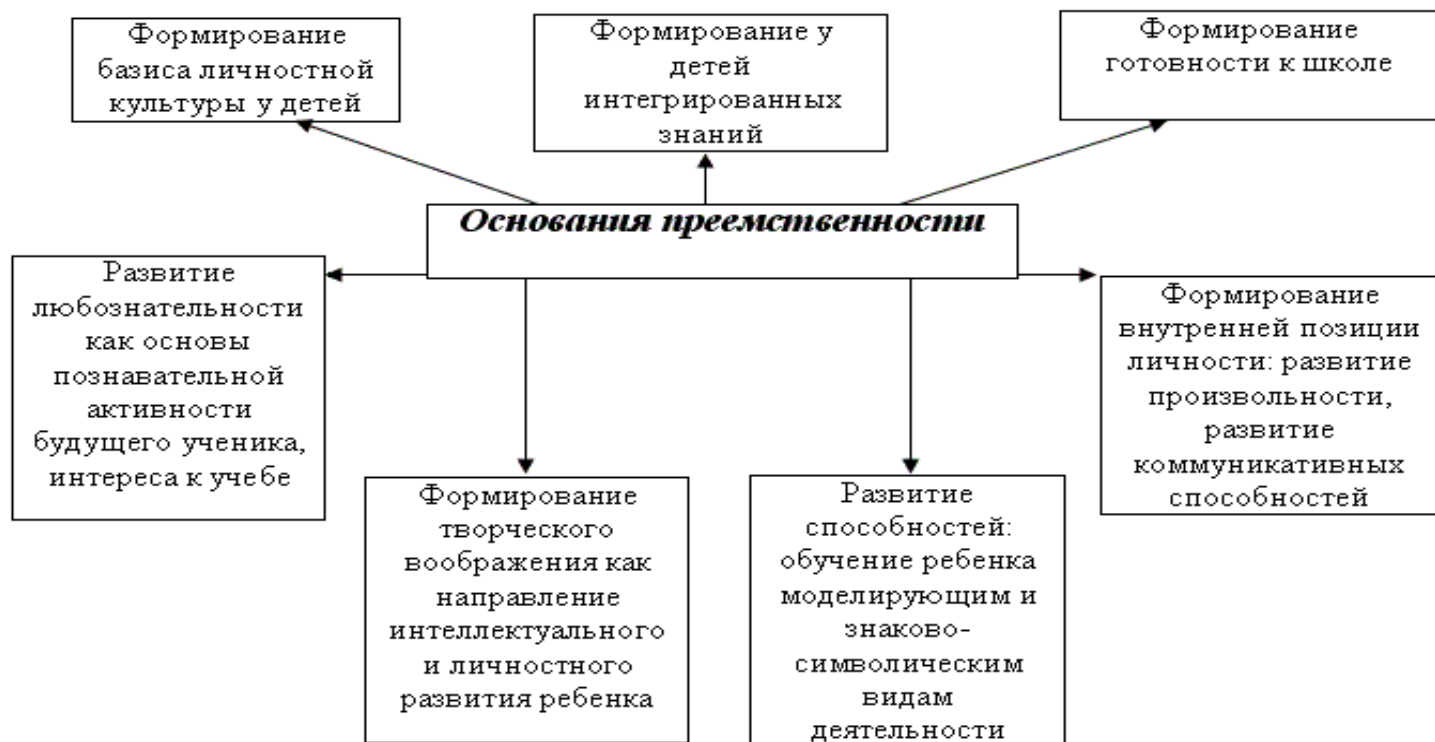 Формирование
базиса личностной
культуры у детей
Формирование у
детей
интегрированных
знаний
Формирование
готовности к школе
Основания преемственности
Развитие
любознательности
как основы
познавательной
активности
будущего ученика,
интереса к учебе
Формирование
творческого
воображения как
направление
интеллектуального
и личностного
развития ребенка
Развитие
способностей:
обучение ребенка
моделирующим и
знаково-
символическим
видам
деятельности
Формирование
внутренней позиции
личности: развитие
произвольности,
развитие
коммуникативных
способностей